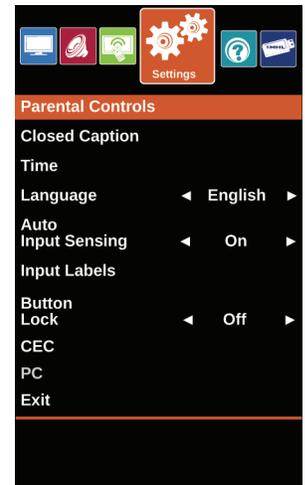 Settings
Parental Controls
Closed Caption
Time
Language ◄ English ►
Auto
Input Sensing ◄ On ►
Input Labels
Button
Lock ◄ Off ►
CEC
PC
Exit